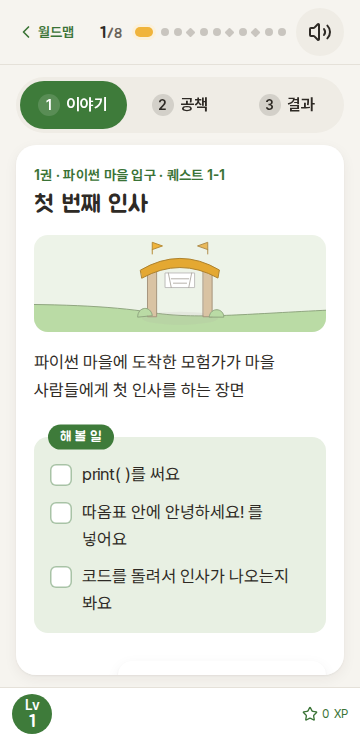 월드맵
1/8
1 이야기
2 공책
3 결과
1권 · 파이썬 마을 입구 · 퀘스트 1-1
첫 번째 인사
파이썬 마을에 도착한 모험가가 마을
사람들에게 첫 인사를 하는 장면
해 볼 일
print( )를 써요
따옴표 안에 안녕하세요! 를
넣어요
코드를 돌려서 인사가 나오는지
봐요
Lv
1
0 XP